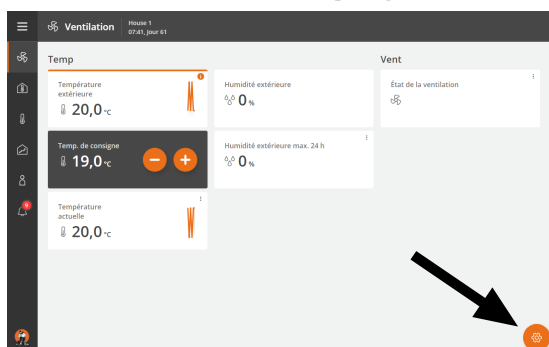 Ventilation
House 1
07:41, Jour 61
Temp
Vent
Température
extérieure
20,0 °C
Humidité extérieure
0 %
État de la ventilation
Temp. de consigne
19,0 °C
Humidité extérieure max. 24 h
0 %
Température
actuelle
20,0 °C